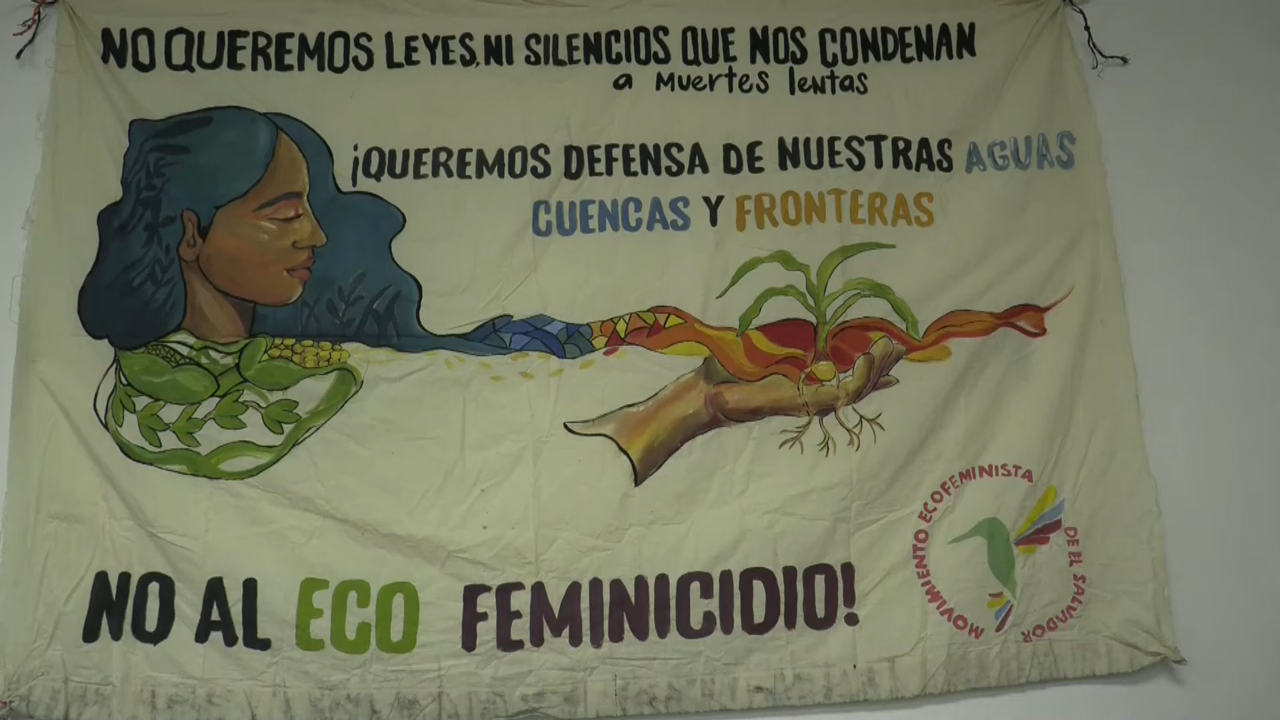 NO QUEREMOS LEYES, NI SILENCIOS QUE NOS CONDENAN
a muertes lentas
¡QUEREMOS DEFENSA DE NUESTRAS AGUAS
CUENCAS Y FRONTERAS
NO AL ECO FEMINICIDIO!
MOVIMIENTO ECOFEMINISTA
DE EL SALVADOR